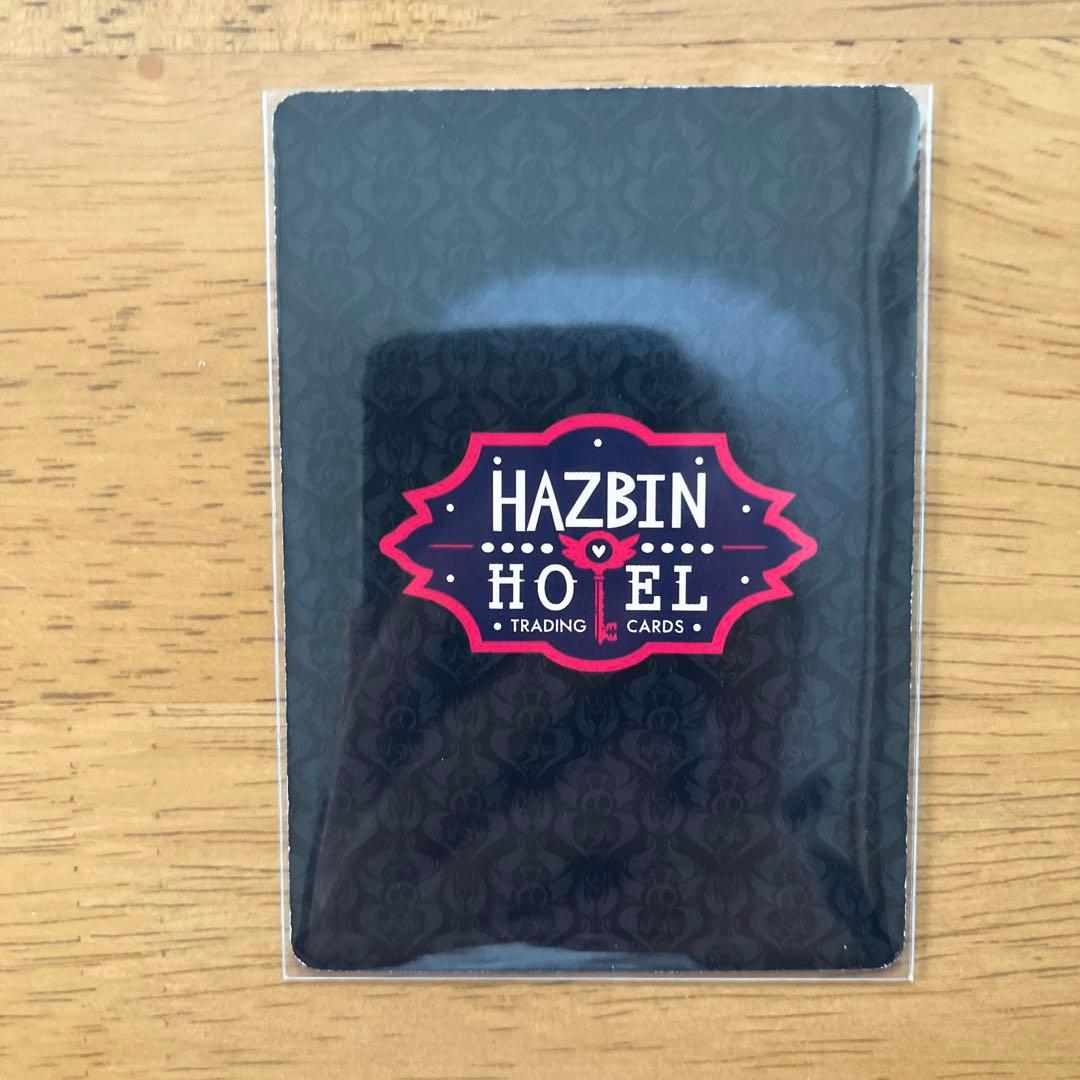 HAZBIN
HOTEL
• TRADING CARDS •